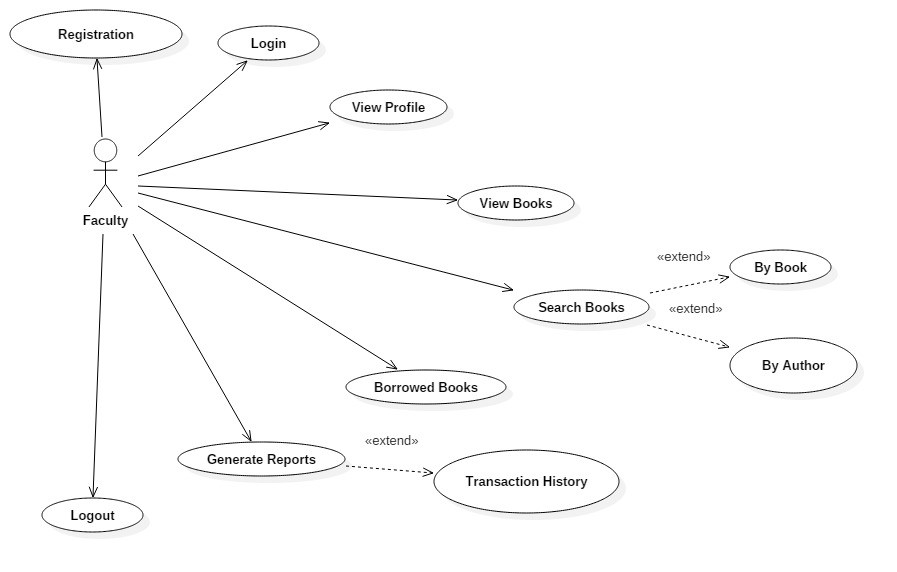 Registration
Login
View Profile
View Books
Faculty
«extend»
By Book
Search Books
«extend»
By Author
Borrowed Books
«extend»
Generate Reports
Transaction History
Logout